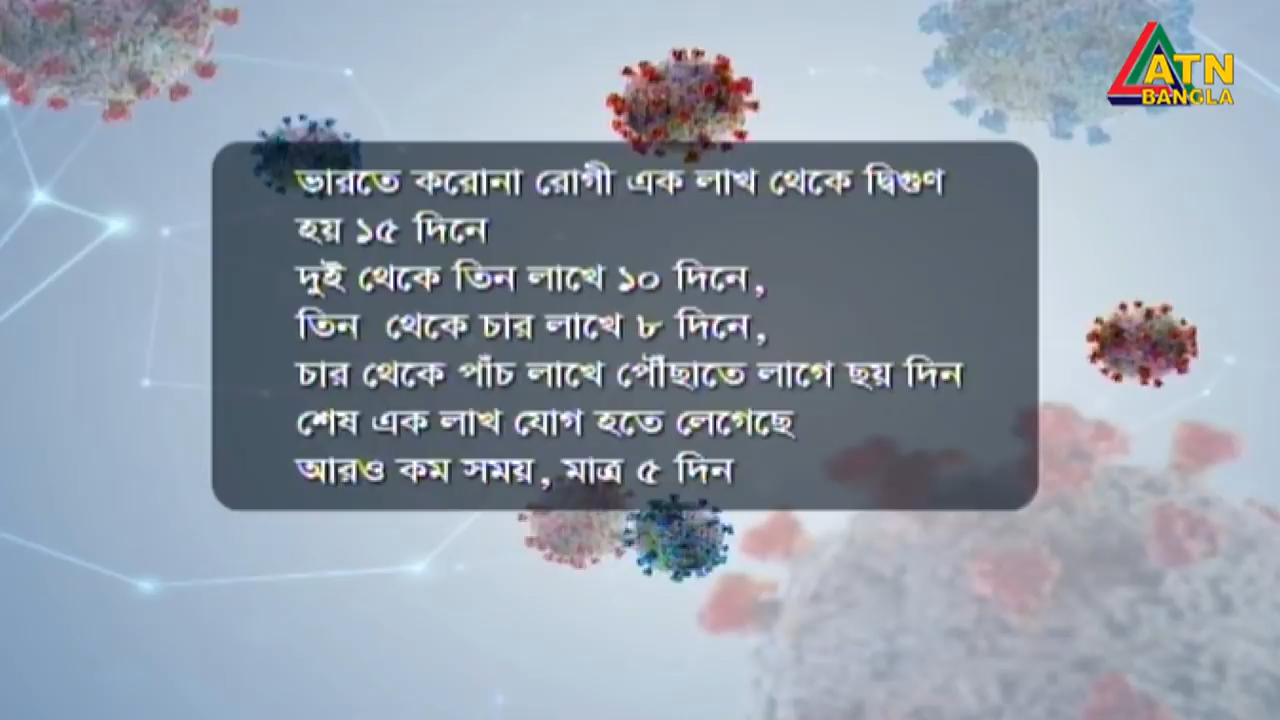 ATN
BANGLA
ভারতে করোনা রোগী এক লাখ থেকে দ্বিগুণ
হয় ১৫ দিনে
দুই থেকে তিন লাখে ১০ দিনে,
তিন থেকে চার লাখে ৮ দিনে,
চার থেকে পাঁচ লাখে পৌঁছাতে লাগে ছয় দিন
শেষ এক লাখ যোগ হতে লেগেছে
আরও কম সময়, মাত্র ৫ দিন